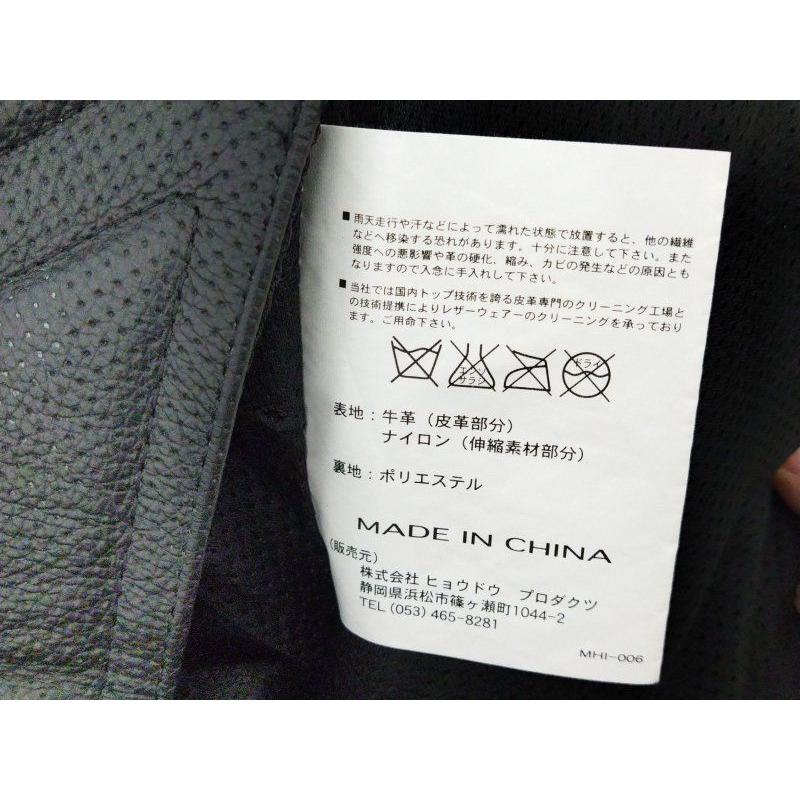 ■雨天走行や汗などによって濡れた状態で放置すると、他の繊維
などへ移染する恐れがあります。十分に注意して下さい。また
強度への悪影響や革の硬化、縮み、カビの発生などの原因とも
なりますので入念に手入れして下さい。
■当社では国内トップ技術を誇る皮革専門のクリーニング工場と
の技術提携によりレザーウェアーのクリーニングを承っており
ます。ご用命下さい。
エンソ
サラシ
ドライ
表地:牛革(皮革部分)
ナイロン(伸縮素材部分)
裏地:ポリエステル
MADE IN CHINA
(販売元)
株式会社 ヒョウドウ プロダクツ
静岡県浜松市篠ヶ瀬町1044-2
TEL (053) 465-8281
MHI-006